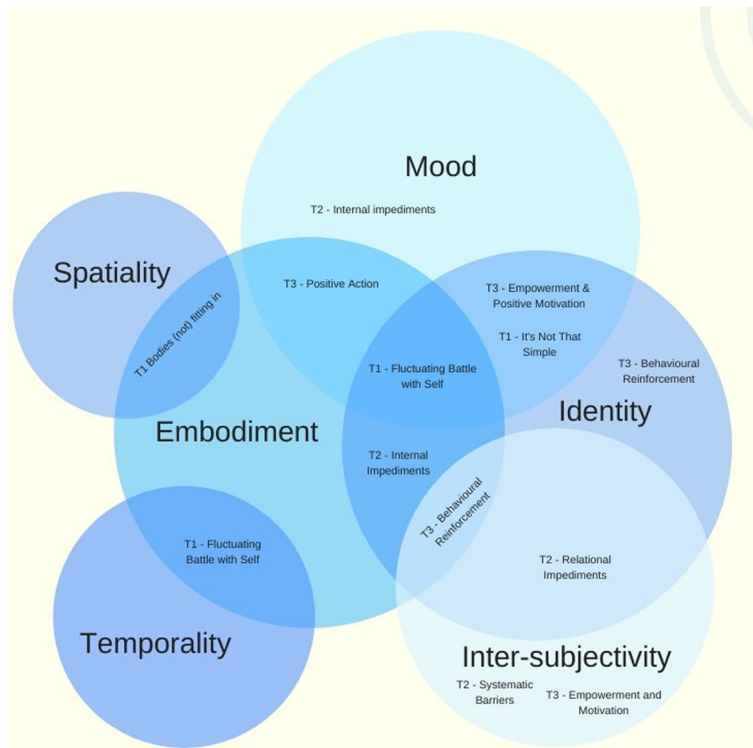 Mood
T2 - Internal impediments
Spatiality
T1 Bodies (not) fitting in
T3 - Positive Action
T3 - Empowerment &
Positive Motivation
T1 - It's Not That
Simple
T3 - Behavioural
Reinforcement
T1 - Fluctuating Battle
with Self
Identity
Embodiment
T2 - Internal
Impediments
T3 - Behavioural
Reinforcement
T1 - Fluctuating
Battle with Self
T2 - Relational
Impediments
Temporality
Inter-subjectivity
T2 - Systematic
Barriers
T3 - Empowerment and
Motivation